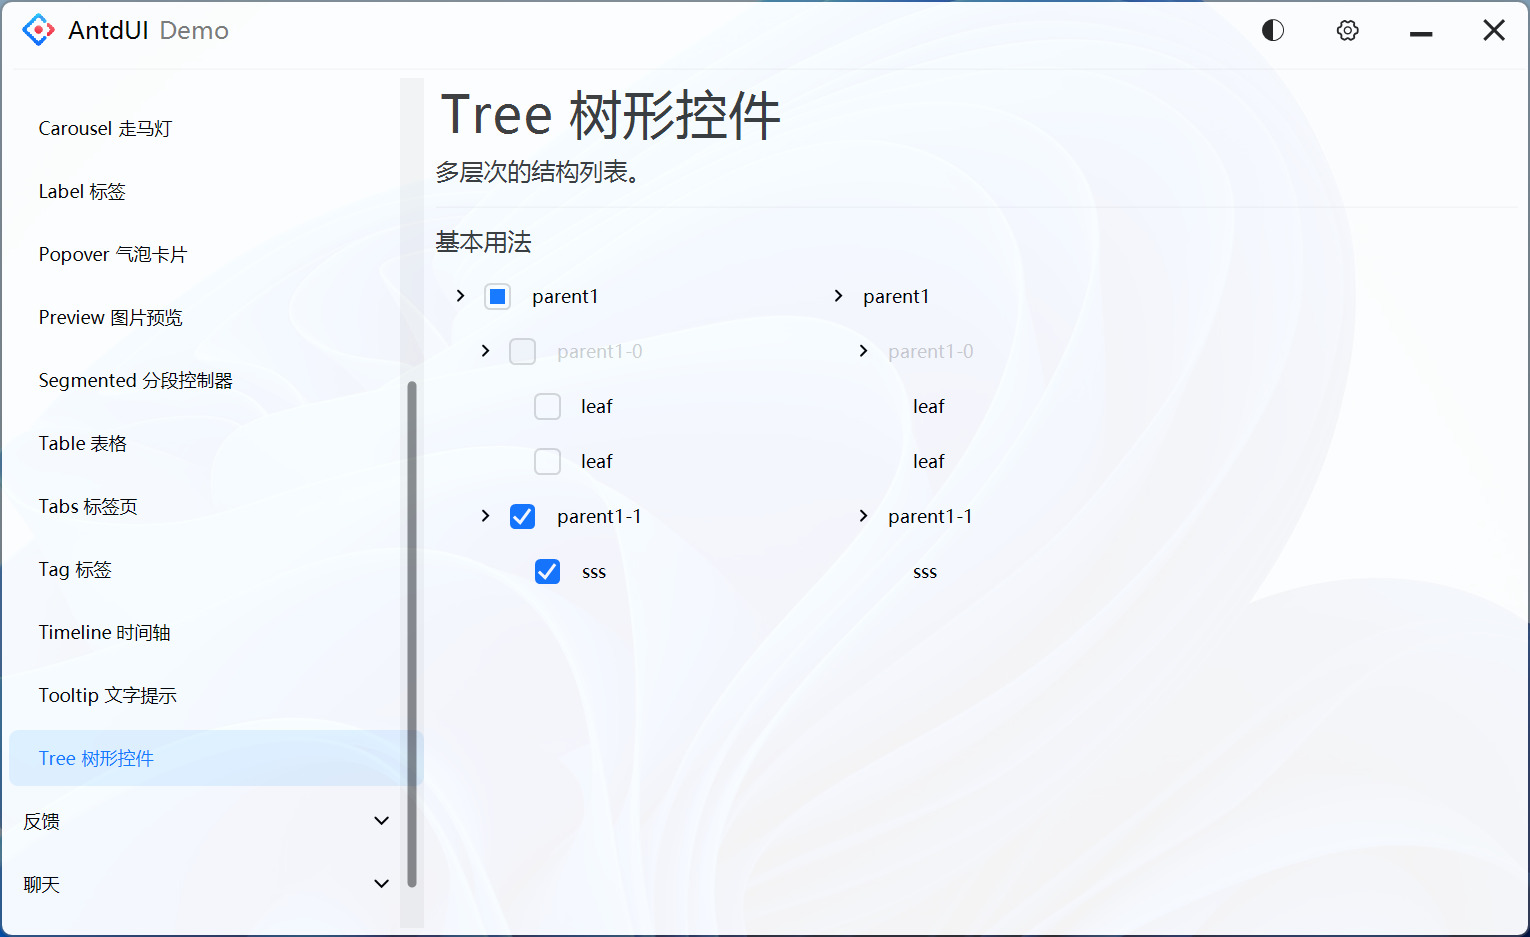 AntdUI Demo
Carousel 走马灯
Label 标签
Popover 气泡卡片
Preview 图片预览
Segmented 分段控制器
Table 表格
Tabs 标签页
Tag 标签
Timeline 时间轴
Tooltip 文字提示
Tree 树形控件
反馈
聊天
Tree 树形控件
多层次的结构列表。
基本用法
parent1
parent1-0
leaf
leaf
parent1-1
sss
parent1
parent1-0
leaf
leaf
parent1-1
sss